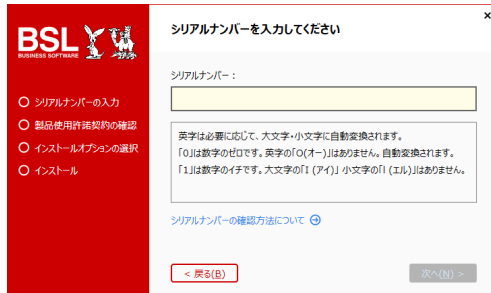 BSL
BUSINESS SOFTWARE
シリアルナンバーの入力
製品使用許諾契約の確認
インストールオプションの選択
インストール
×
シリアルナンバーを入力してください
シリアルナンバー：
英字は必要に応じて、大文字・小文字に自動変換されます。
「0」は数字のゼロです。英字の「O(オー)」はありません。自動変換されます。
「1」は数字のイチです。大文字の「I (アイ)」 小文字の「l (エル)」はありません。
シリアルナンバーの確認方法について
< 戻る(B)
次へ(N) >